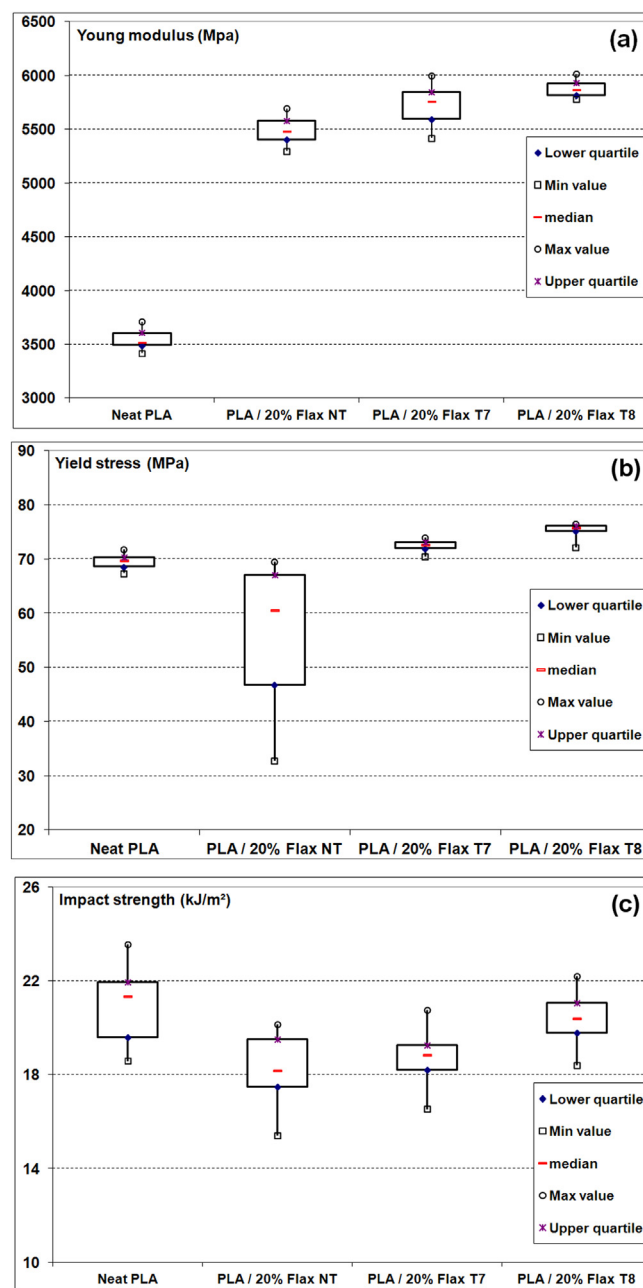 Young modulus (Mpa)
(a)
6500
6000
5500
5000
4500
4000
3500
3000
Lower quartile
Min value
median
Max value
Upper quartile
Neat PLA
PLA / 20% Flax NT
PLA / 20% Flax T7
PLA / 20% Flax T8
Yield stress (MPa)
(b)
90
80
70
60
50
40
30
20
Lower quartile
Min value
median
Max value
Upper quartile
Neat PLA
PLA / 20% Flax NT
PLA / 20% Flax T7
PLA / 20% Flax T8
Impact strength (kJ/m²)
(c)
26
22
18
14
10
Lower quartile
Min value
median
Max value
Upper quartile
Neat PLA
PLA / 20% Flax NT
PLA / 20% Flax T7
PLA / 20% Flax T8